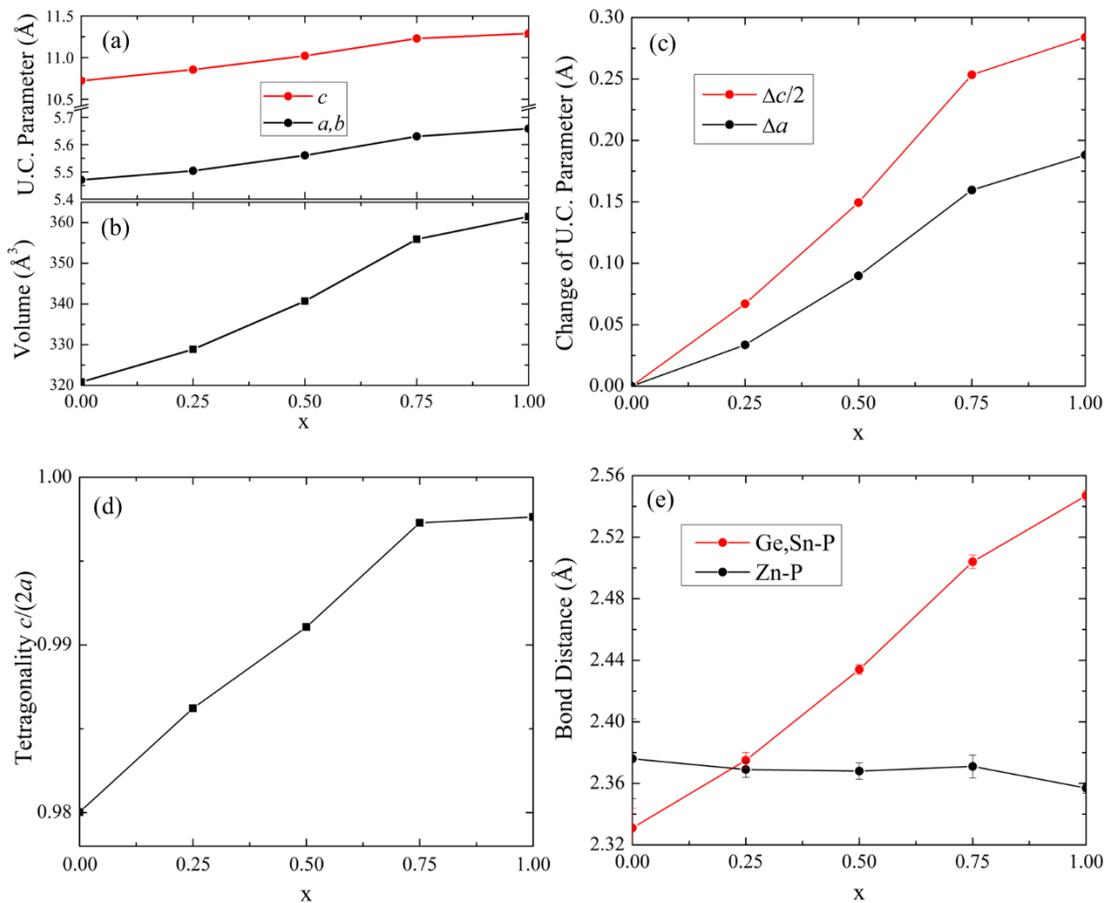 (a)
U.C. Parameter (Å)
11.5
11.0
10.5
5.7
5.6
5.5
5.4
c
a,b
(b)
Volume (Å³)
360
350
340
330
320
0.00 0.25 0.50 0.75 1.00
x
(c)
Change of U.C. Parameter (Å)
0.30
0.25
0.20
0.15
0.10
0.05
0.00
Δc/2
Δa
0.00 0.25 0.50 0.75 1.00
x
(d)
Tetragonality c/(2a)
1.00
0.99
0.98
0.00 0.25 0.50 0.75 1.00
x
(e)
Bond Distance (Å)
2.56
2.52
2.48
2.44
2.40
2.36
2.32
Ge,Sn-P
Zn-P
0.00 0.25 0.50 0.75 1.00
x